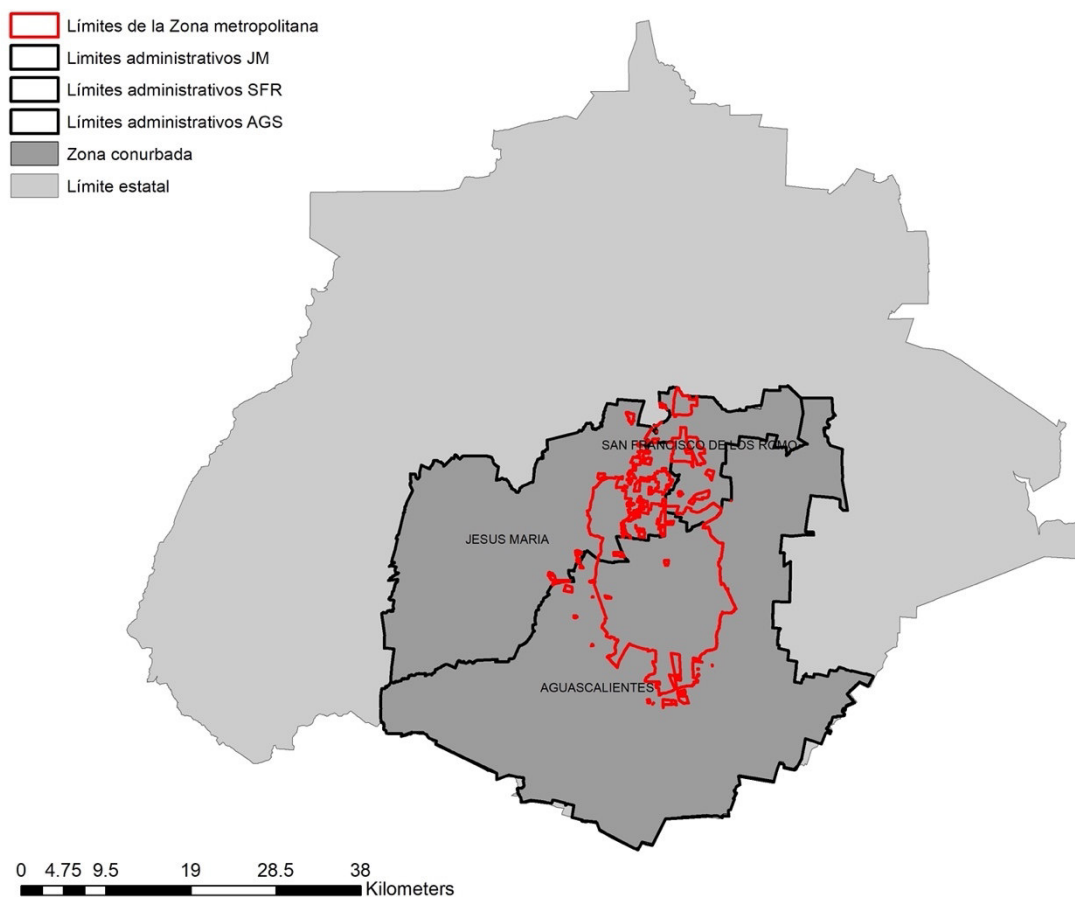 Límites de la Zona metropolitana
Limites administrativos JM
Límites administrativos SFR
Límites administrativos AGS
Zona conurbada
Límite estatal
SAN FRANCISCO DE LOS ROMO
JESUS MARIA
AGUASCALIENTES
0 4.75 9.5 19 28.5 38
Kilometers